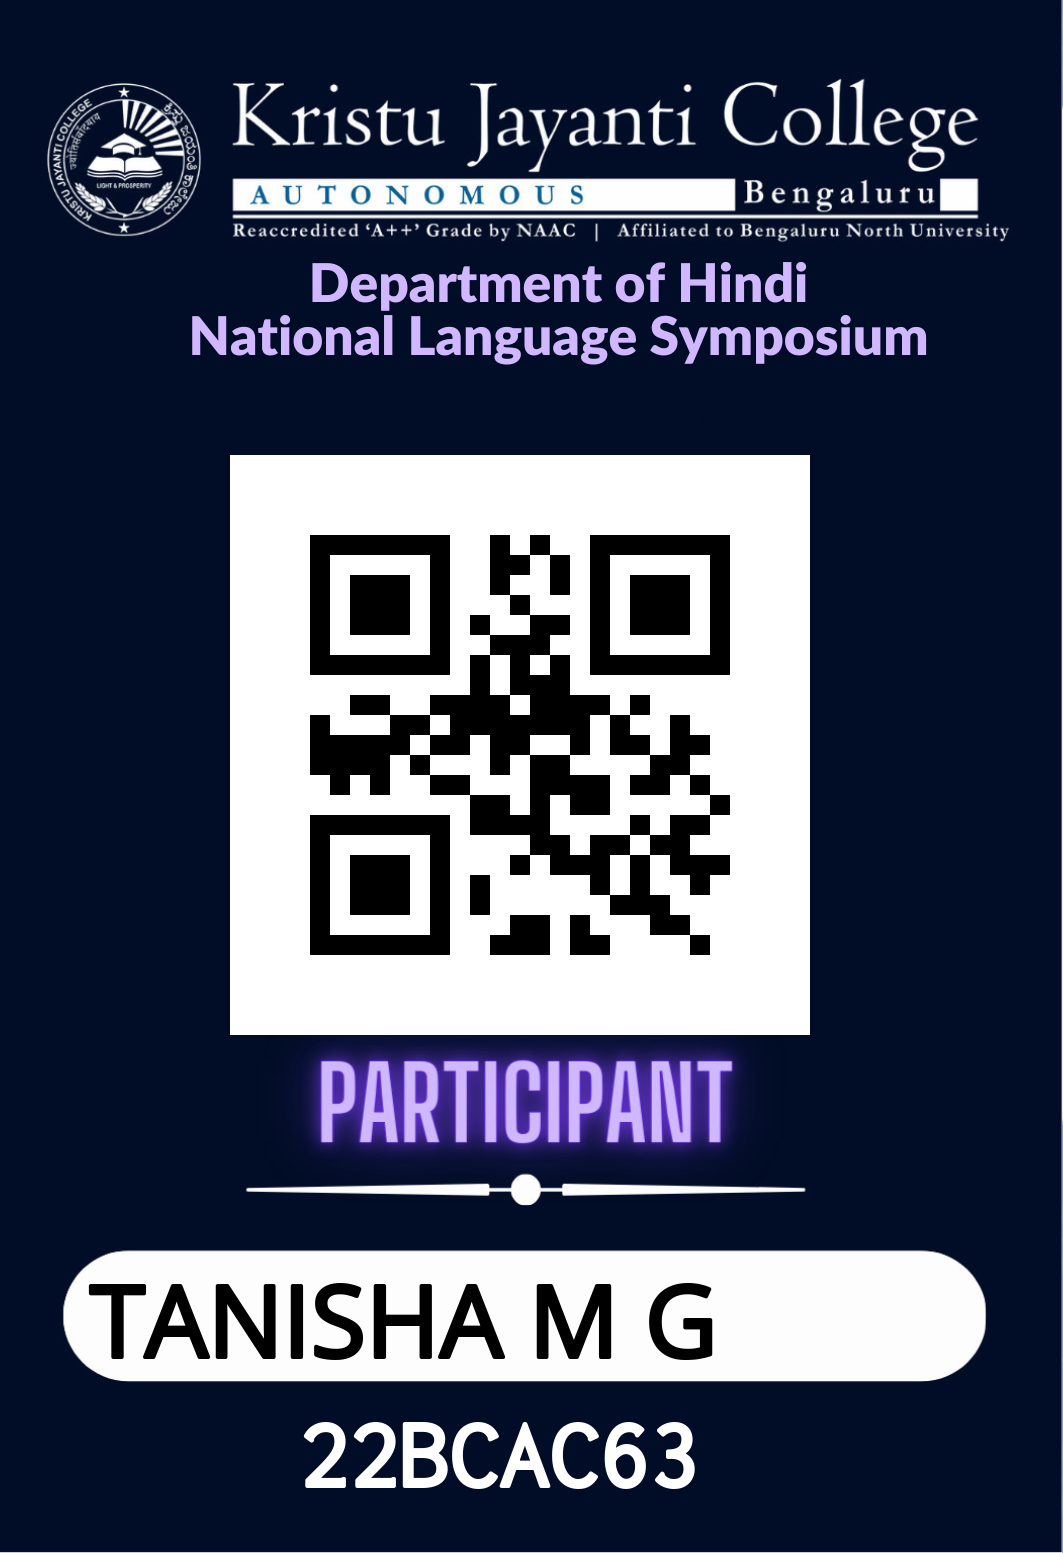 KRISTU JAYANTI COLLEGE
ಕ್ರಿಸ್ತು ಜಯಂತಿ ಕಾಲೇಜು
LIGHT & PROSPERITY
Kristu Jayanti College
AUTONOMOUS Bengaluru
Reaccredited ‘A++’ Grade by NAAC | Affiliated to Bengaluru North University
Department of Hindi
National Language Symposium
PARTICIPANT
TANISHA M G
22BCAC63